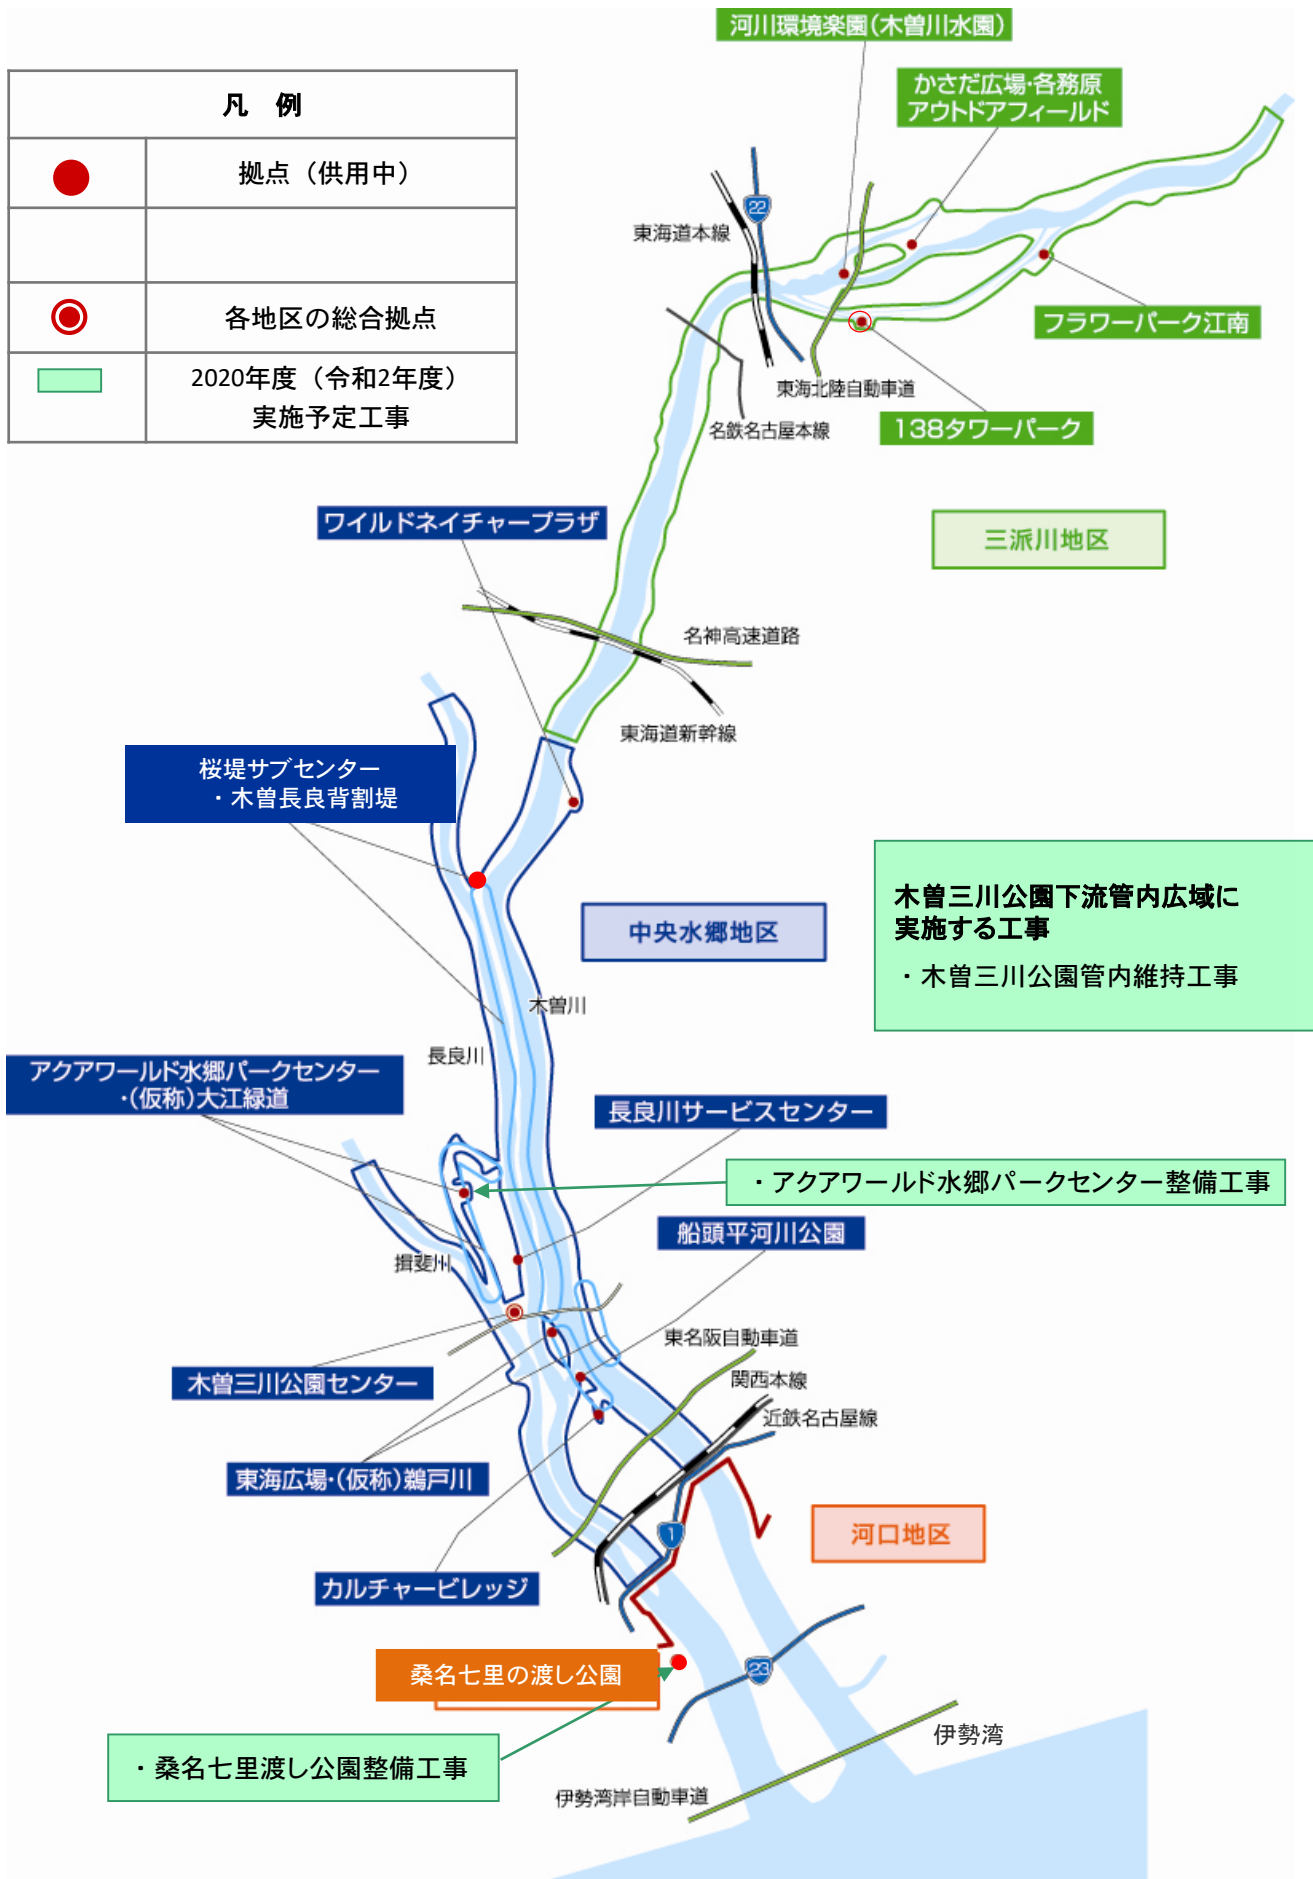 河川環境楽園(木曽川水園)
かさだ広場･各務原
アウトドアフィールド
凡　例
拠点（供用中）
各地区の総合拠点
2020年度（令和2年度）
実施予定工事
22
東海道本線
フラワーパーク江南
東海北陸自動車道
名鉄名古屋本線
138タワーパーク
ワイルドネイチャープラザ
三派川地区
名神高速道路
東海道新幹線
桜堤サブセンター
・木曽長良背割堤
木曽三川公園下流管内広域に
実施する工事
・木曽三川公園管内維持工事
中央水郷地区
木曽川
長良川
アクアワールド水郷パークセンター
･(仮称)大江緑道
長良川サービスセンター
・アクアワールド水郷パークセンター整備工事
船頭平河川公園
揖斐川
東名阪自動車道
木曽三川公園センター
関西本線
近鉄名古屋線
東海広場･(仮称)鵜戸川
1
河口地区
カルチャービレッジ
桑名七里の渡し公園
23
伊勢湾
・桑名七里渡し公園整備工事
伊勢湾岸自動車道